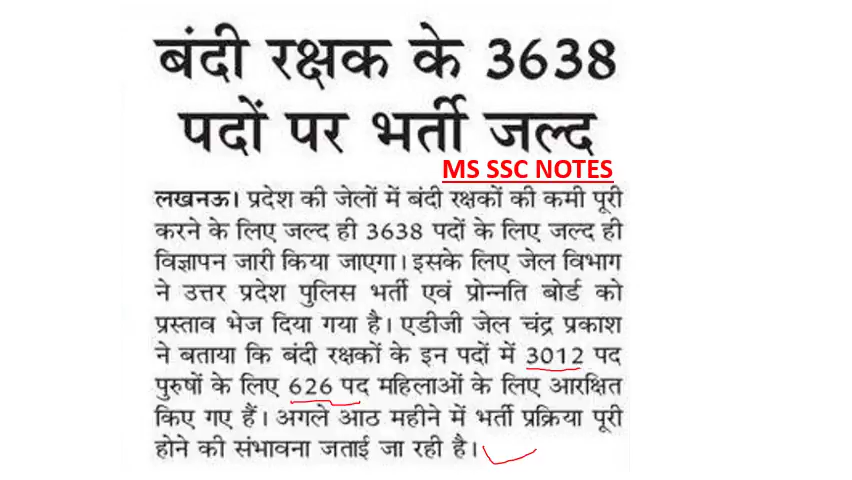 बंदी रक्षक के 3638
पदों पर भर्ती जल्द
MS SSC NOTES
लखनऊ। प्रदेश की जेलों में बंदी रक्षकों की कमी पूरी
करने के लिए जल्द ही 3638 पदों के लिए जल्द ही
विज्ञापन जारी किया जाएगा। इसके लिए जेल विभाग
ने उत्तर प्रदेश पुलिस भर्ती एवं प्रोन्नति बोर्ड को
प्रस्ताव भेज दिया गया है। एडीजी जेल चंद्र प्रकाश
ने बताया कि बंदी रक्षकों के इन पदों में 3012 पद
पुरुषों के लिए 626 पद महिलाओं के लिए आरक्षित
किए गए हैं। अगले आठ महीने में भर्ती प्रक्रिया पूरी
होने की संभावना जताई जा रही है।